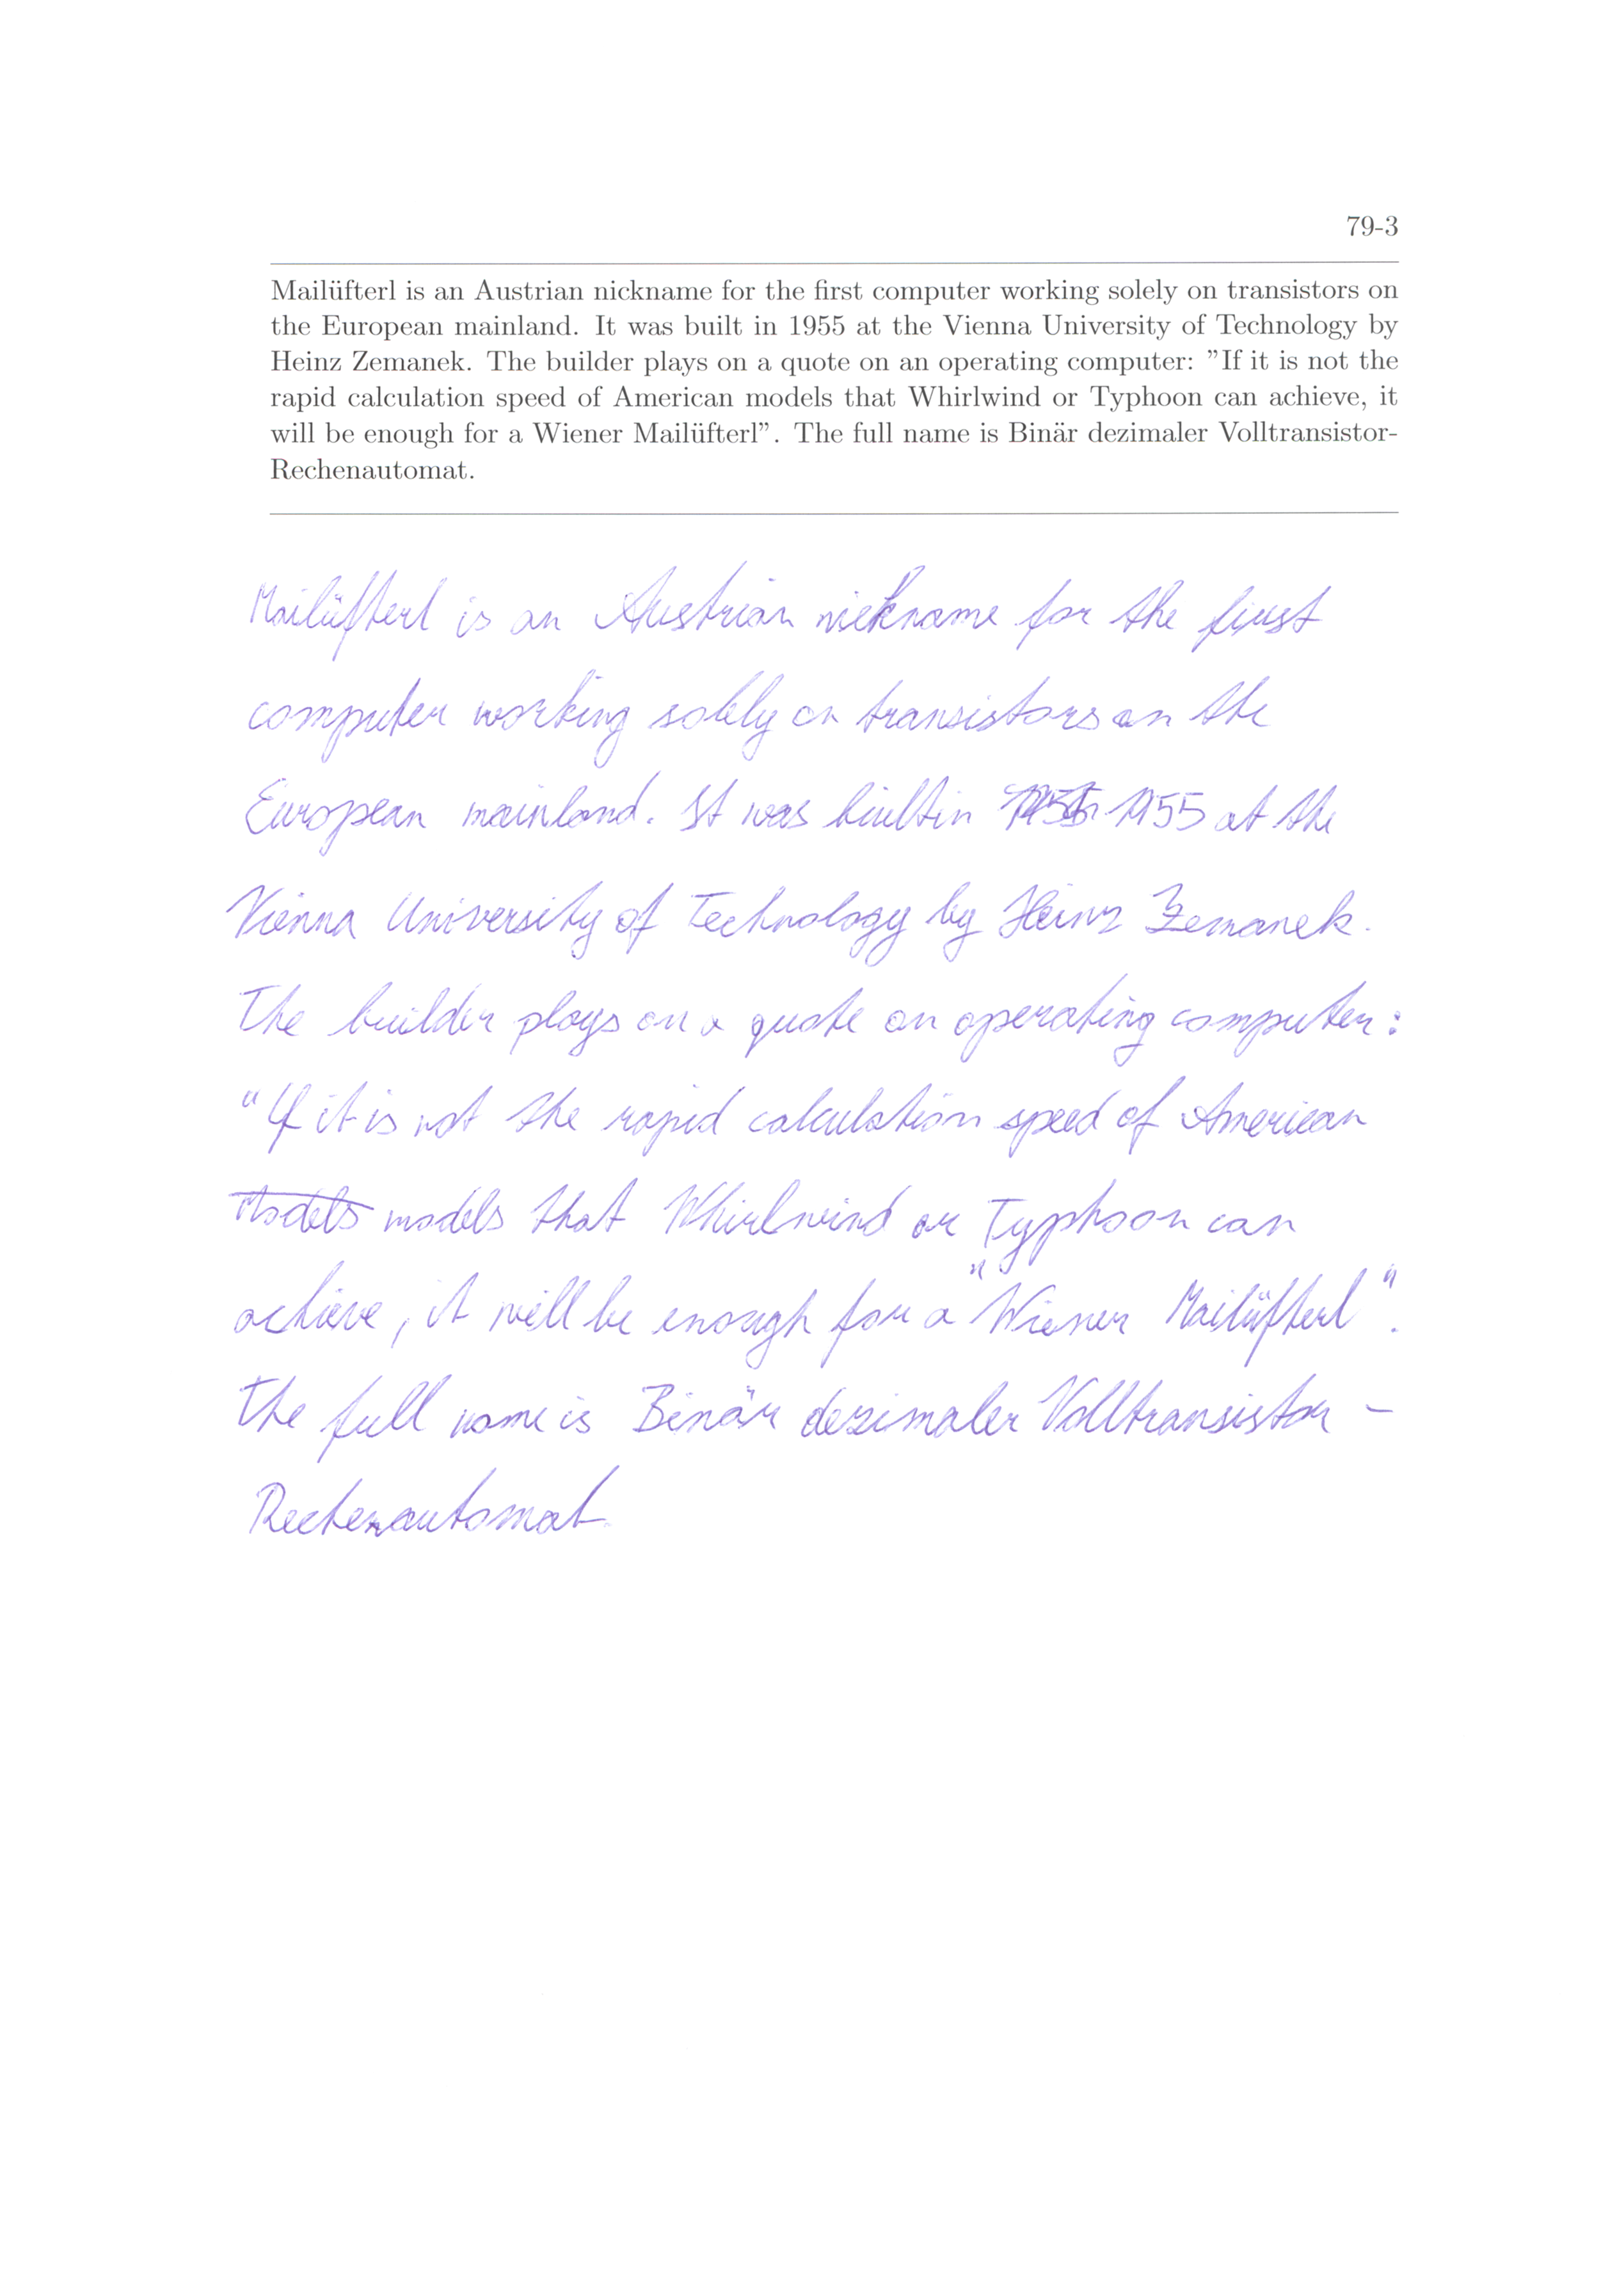 79-3
Mailüfterl is an Austrian nickname for the first computer working solely on transistors on
the European mainland. It was built in 1955 at the Vienna University of Technology by
Heinz Zemanek. The builder plays on a quote on an operating computer: ”If it is not the
rapid calculation speed of American models that Whirlwind or Typhoon can achieve, it
will be enough for a Wiener Mailüfterl”. The full name is Binär dezimaler Volltransistor-
Rechenautomat.
Mailüfterl is an Austrian nickname for the first
computer working solely on transistors on the
European mainland. It was built in 1955 at the
Vienna University of Technology by Heinz Zemanek.
The builder plays on a quote on operating computer:
"If it is not the rapid calculation speed of American
Models models that Whirlwind or Typhoon can
achieve, it will be enough for a "Wiener Mailüfterl".
The full name is Binär dezimaler Volltransistor -
Rechenautomat.